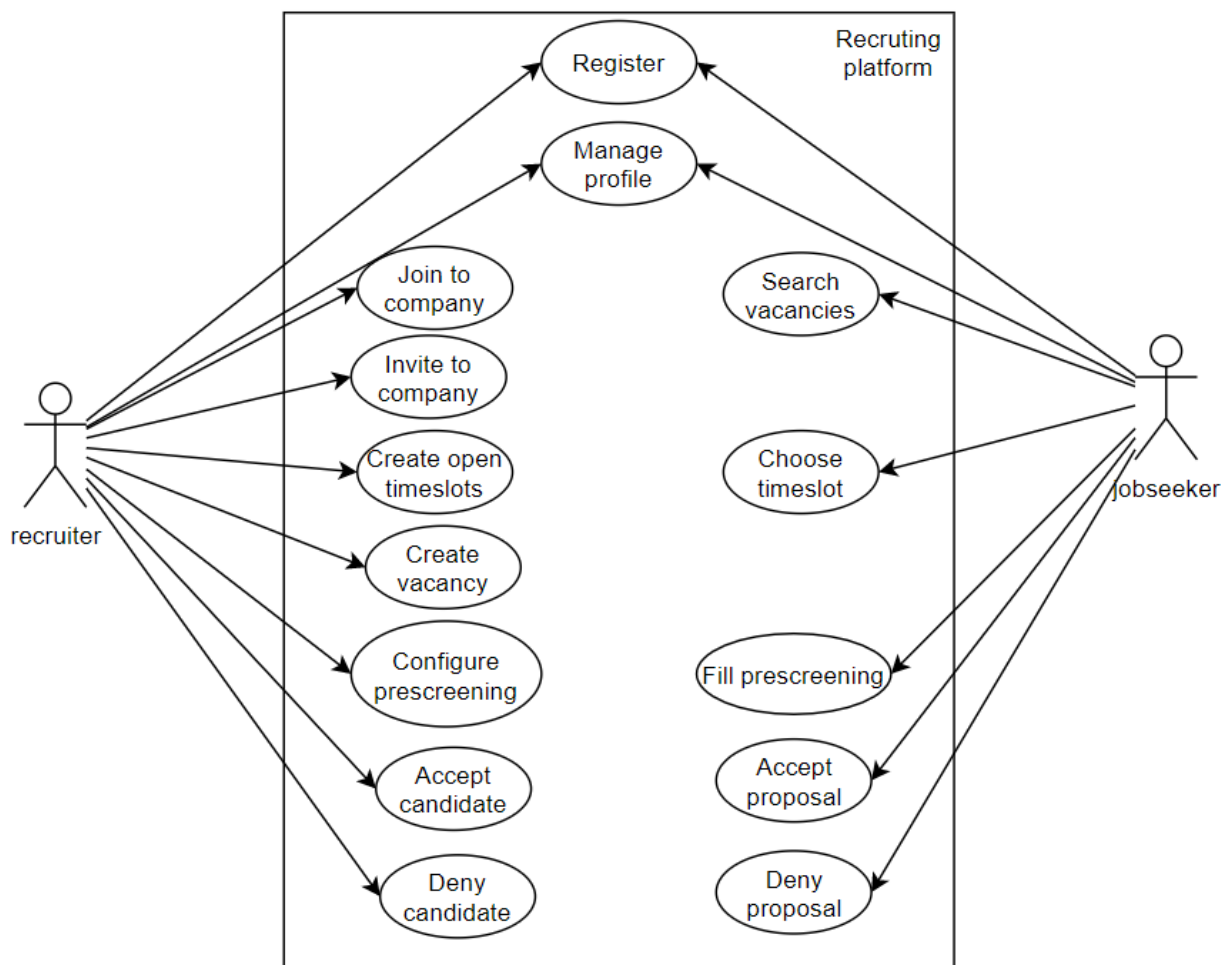 Recruting
platform
Register
Manage
profile
Join to
company
Search
vacancies
Invite to
company
Create open
timeslots
Choose
timeslot
recruiter
jobseeker
Create
vacancy
Configure
prescreening
Fill prescreening
Accept
candidate
Accept
proposal
Deny
candidate
Deny
proposal